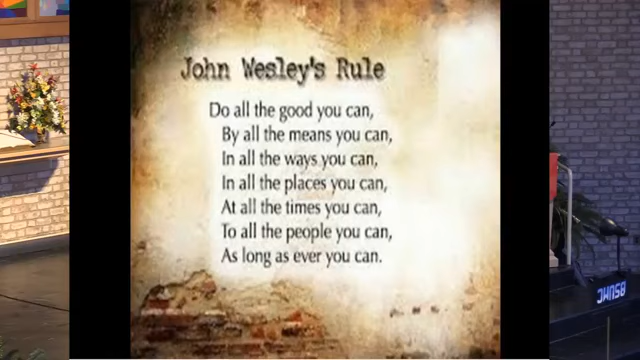 John Wesley's Rule
Do all the good you can,
By all the means you can,
In all the ways you can,
In all the places you can,
At all the times you can,
To all the people you can,
As long as ever you can.